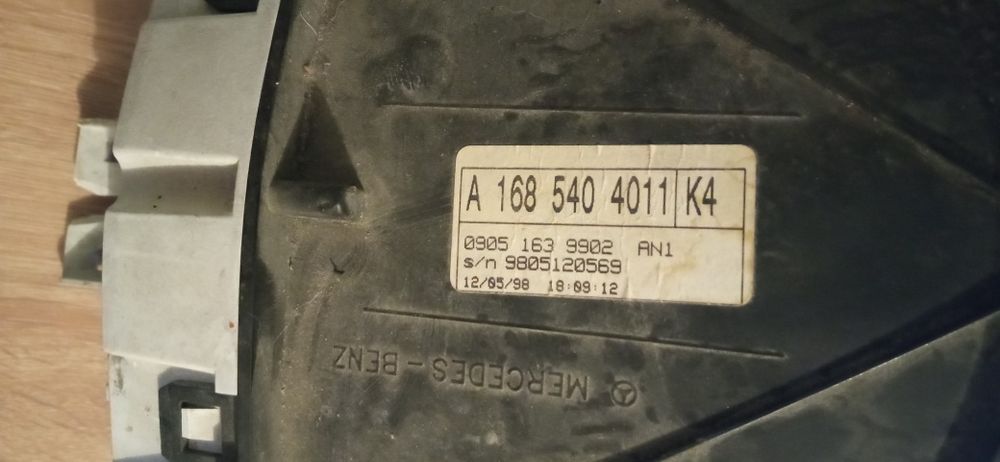 A 168 540 4011 K4
0905 163 9902 AN1
s/n 9805120569
12/05/98 18:09:12
MERCEDES-BENZ